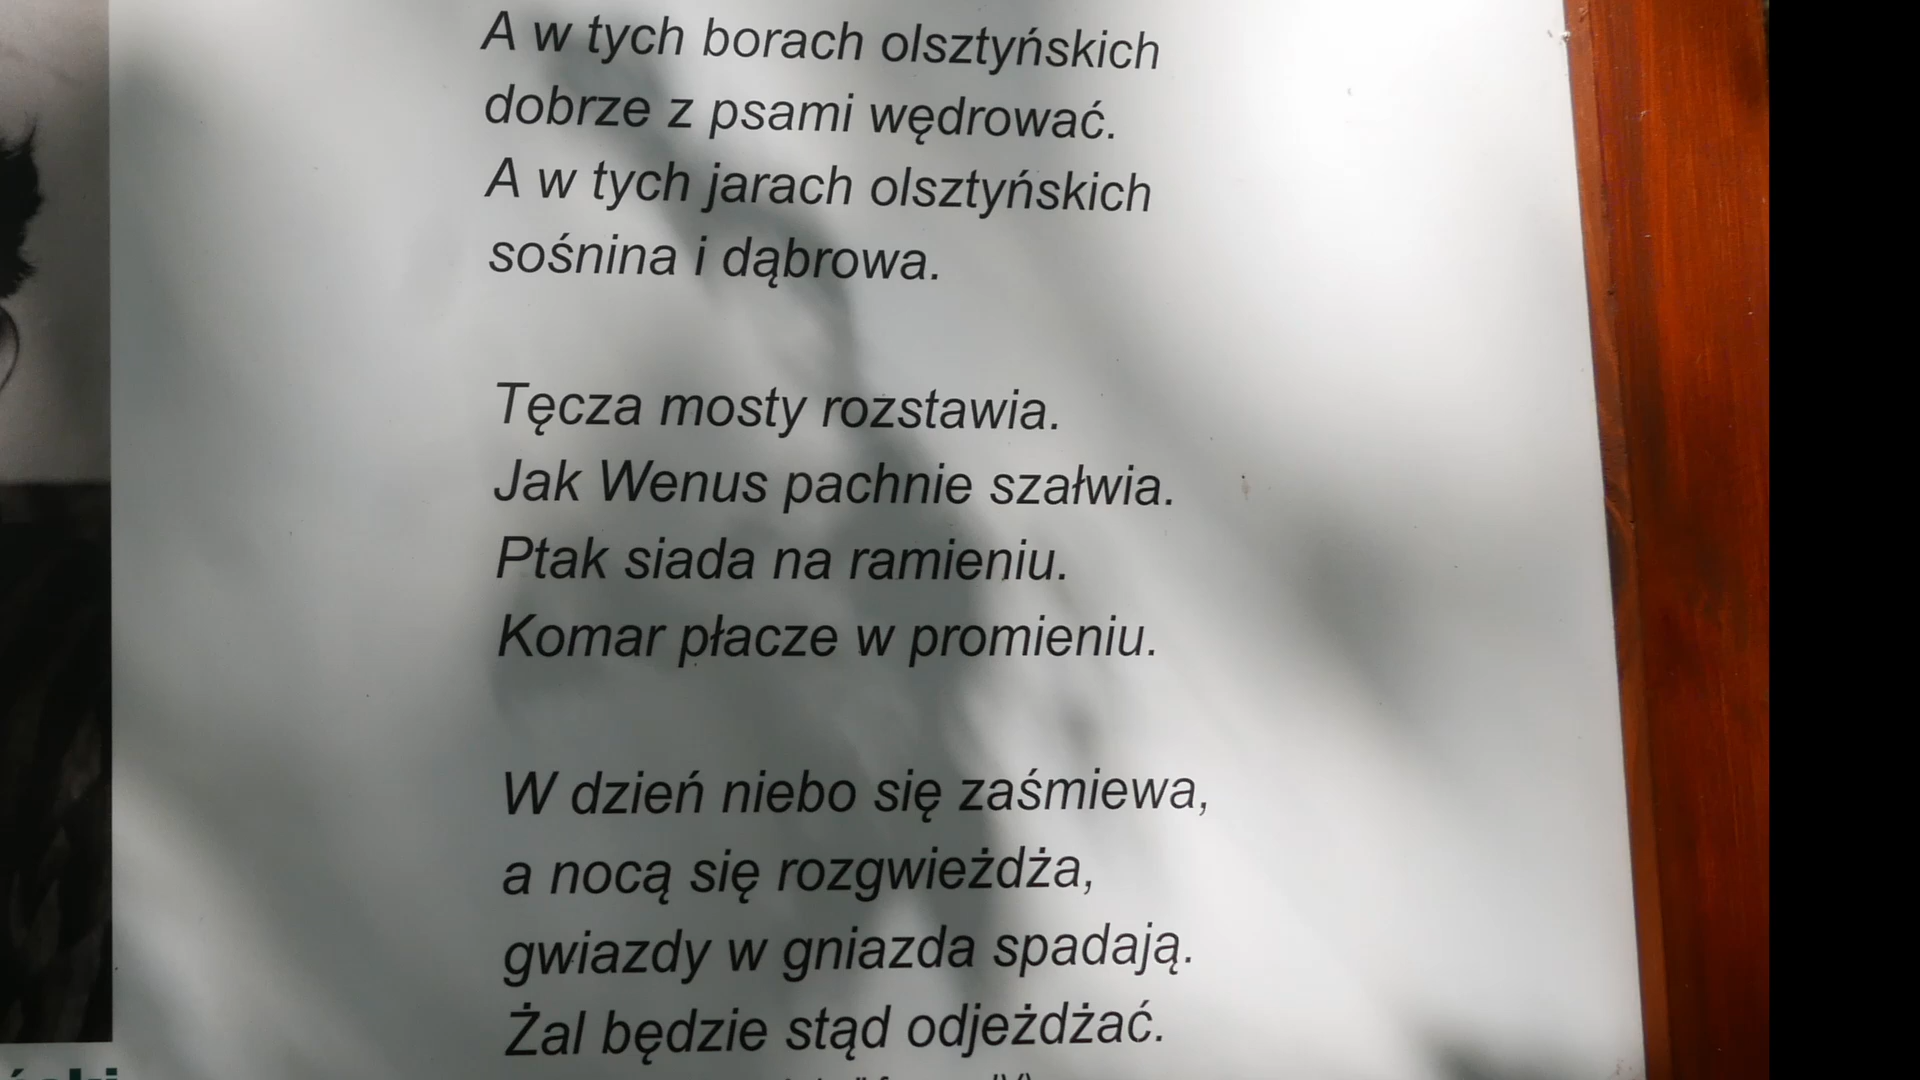 A w tych borach olsztyńskich
dobrze z psami wędrować.
A w tych jarach olsztyńskich
sośnina i dąbrowa.
Tęcza mosty rozstawia.
Jak Wenus pachnie szałwia.
Ptak siada na ramieniu.
Komar płacze w promieniu.
W dzień niebo się zaśmiewa,
a nocą się rozgwieżdża,
gwiazdy w gniazda spadają.
Żal będzie stąd odjeżdżać.